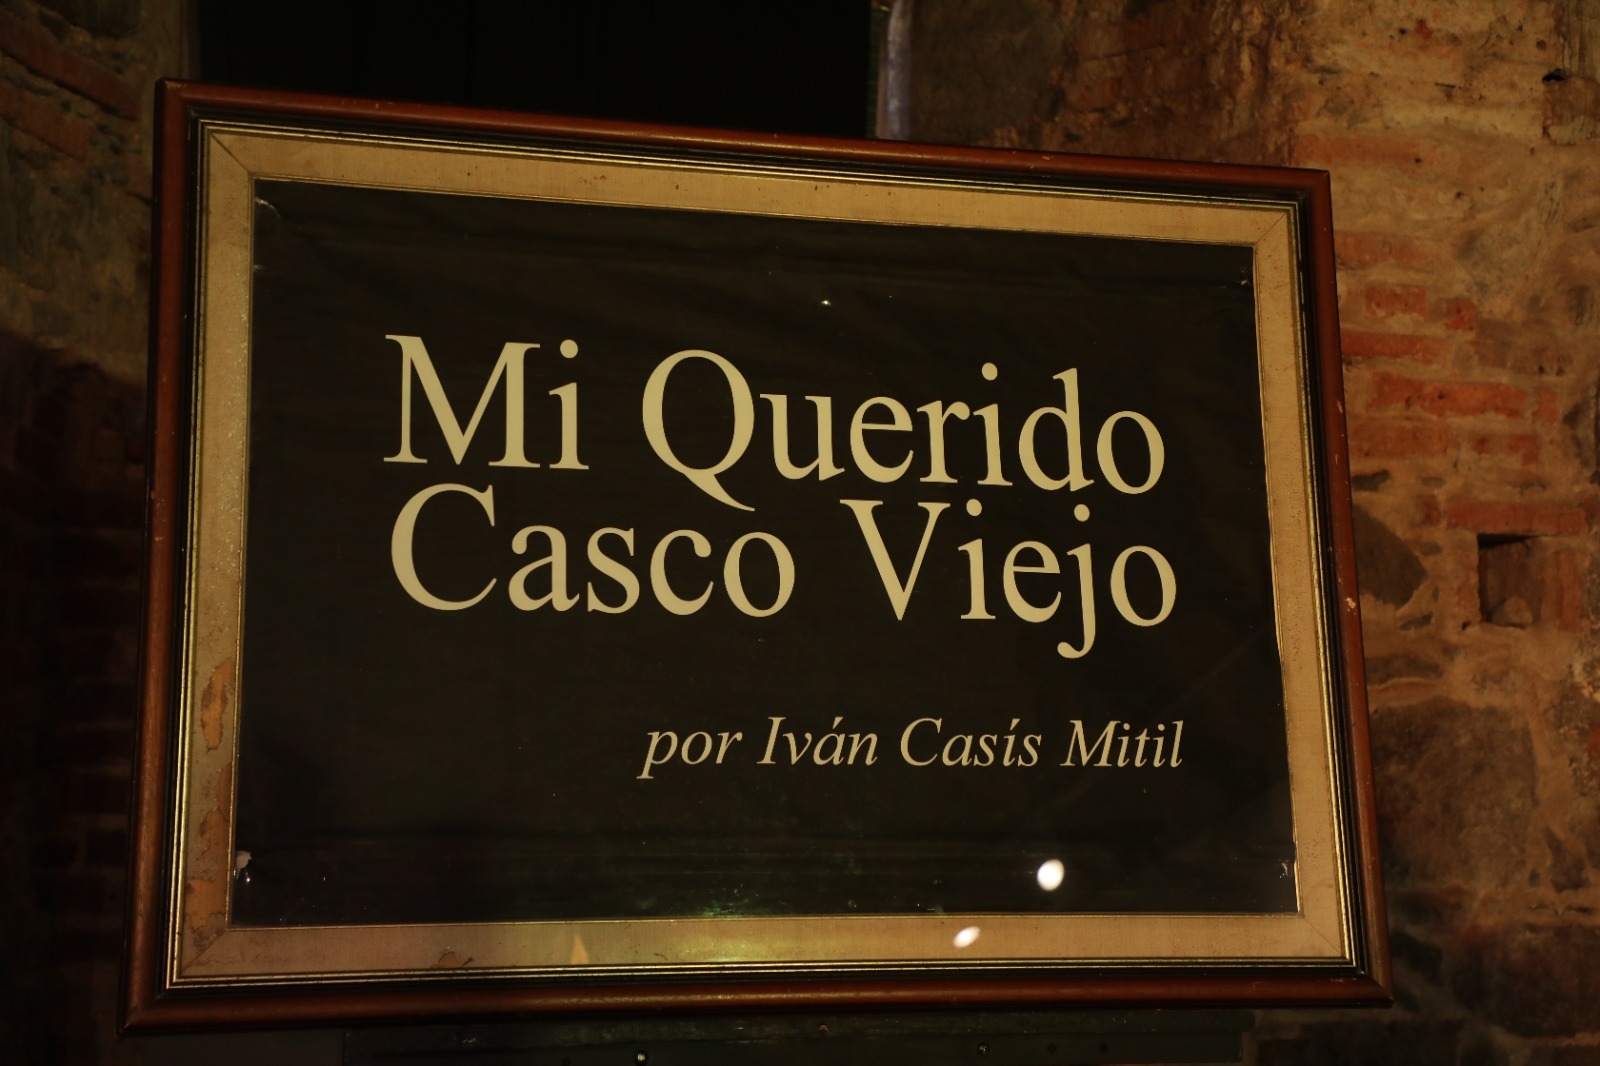 Mi Querido
Casco Viejo
por Iván Casís Mitil